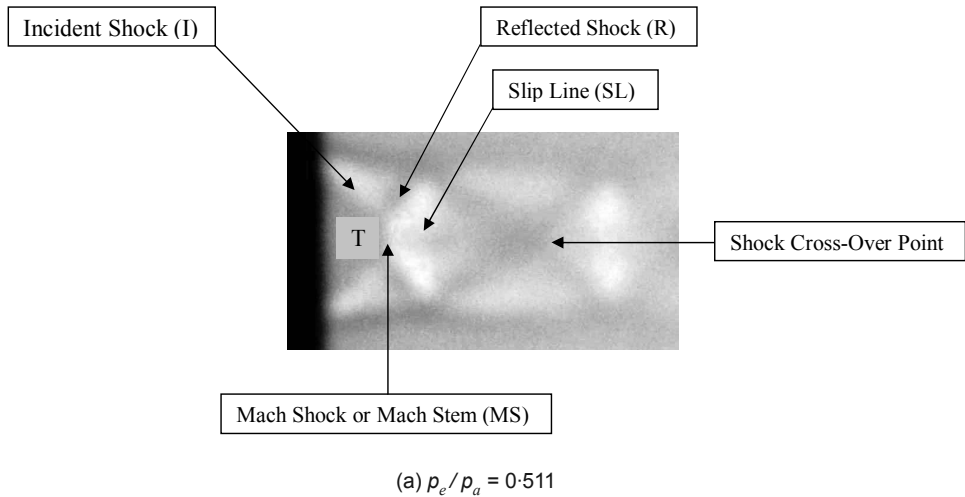 Incident Shock (I)
Reflected Shock (R)
Slip Line (SL)
T
Shock Cross-Over Point
Mach Shock or Mach Stem (MS)
(a) pₑ/pₐ = 0·511